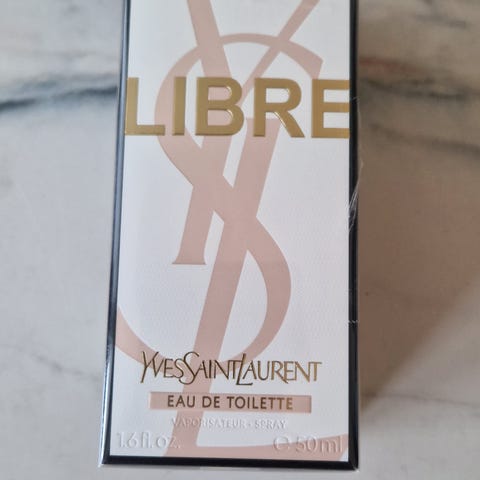 LIBRE
YVESSAINTLAURENT
EAU DE TOILETTE
VAPORISATEUR - SPRAY
1.6 fl.oz. ℮ 50 ml